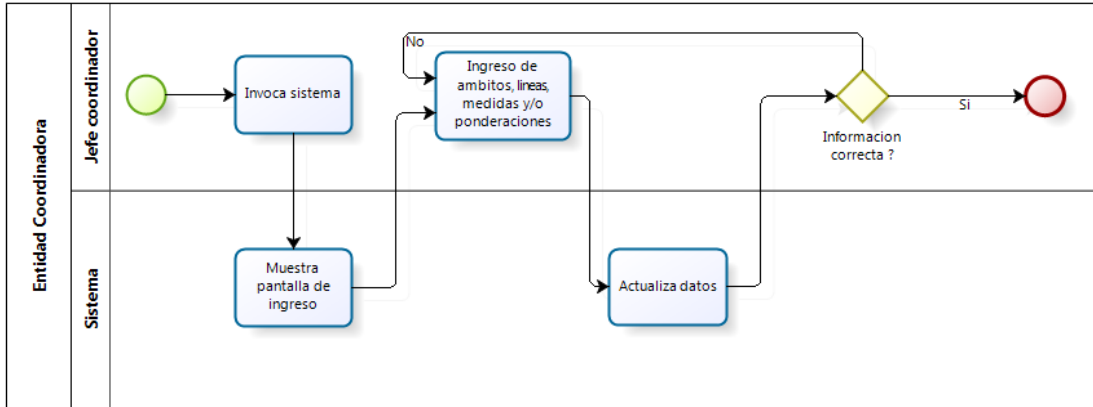 Entidad Coordinadora
Jefe coordinador
Invoca sistema
No
Ingreso de
ambitos, lineas,
medidas y/o
ponderaciones
Informacion
correcta ?
Si
Sistema
Muestra
pantalla de
ingreso
Actualiza datos